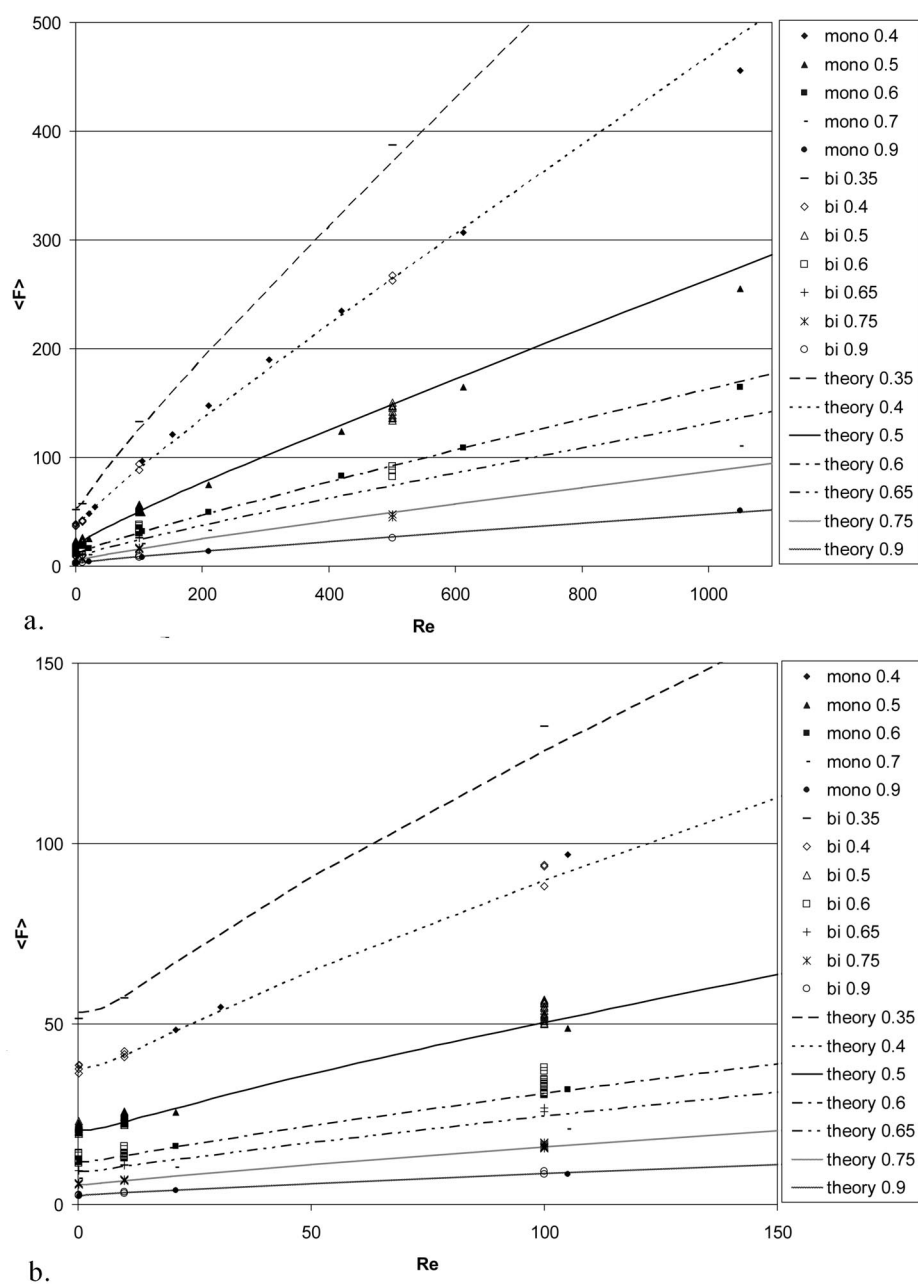 500
400
300
200
100
0
<F>
0
200
400
600
800
1000
Re
mono 0.4
mono 0.5
mono 0.6
mono 0.7
mono 0.9
bi 0.35
bi 0.4
bi 0.5
bi 0.6
bi 0.65
bi 0.75
bi 0.9
theory 0.35
theory 0.4
theory 0.5
theory 0.6
theory 0.65
theory 0.75
theory 0.9
a.
150
100
50
0
<F>
0
50
100
150
Re
mono 0.4
mono 0.5
mono 0.6
mono 0.7
mono 0.9
bi 0.35
bi 0.4
bi 0.5
bi 0.6
bi 0.65
bi 0.75
bi 0.9
theory 0.35
theory 0.4
theory 0.5
theory 0.6
theory 0.65
theory 0.75
theory 0.9
b.